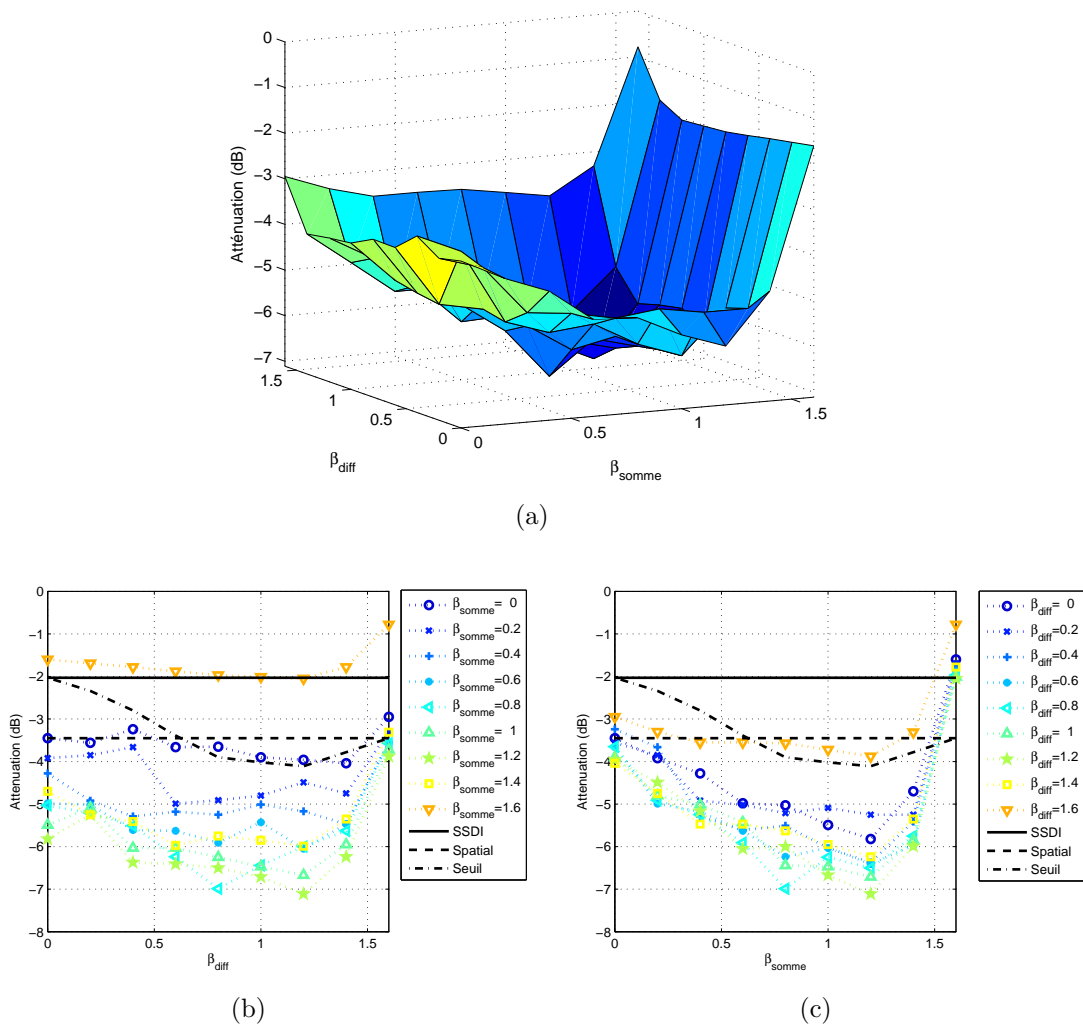 0
−1
−2
−3
−4
−5
−6
−7
Atténuation (dB)
1.5
1
0.5
0
β_diff
0
0.5
1
1.5
β_somme
(a)
0
−1
−2
−3
−4
−5
−6
−7
−8
Attenuation (dB)
0
0.5
1
1.5
β_diff
β_somme= 0
β_somme=0.2
β_somme=0.4
β_somme=0.6
β_somme=0.8
β_somme= 1
β_somme=1.2
β_somme=1.4
β_somme=1.6
SSDI
Spatial
Seuil
(b)
0
−1
−2
−3
−4
−5
−6
−7
−8
Attenuation (dB)
0
0.5
1
1.5
β_somme
β_diff= 0
β_diff=0.2
β_diff=0.4
β_diff=0.6
β_diff=0.8
β_diff= 1
β_diff=1.2
β_diff=1.4
β_diff=1.6
SSDI
Spatial
Seuil
(c)